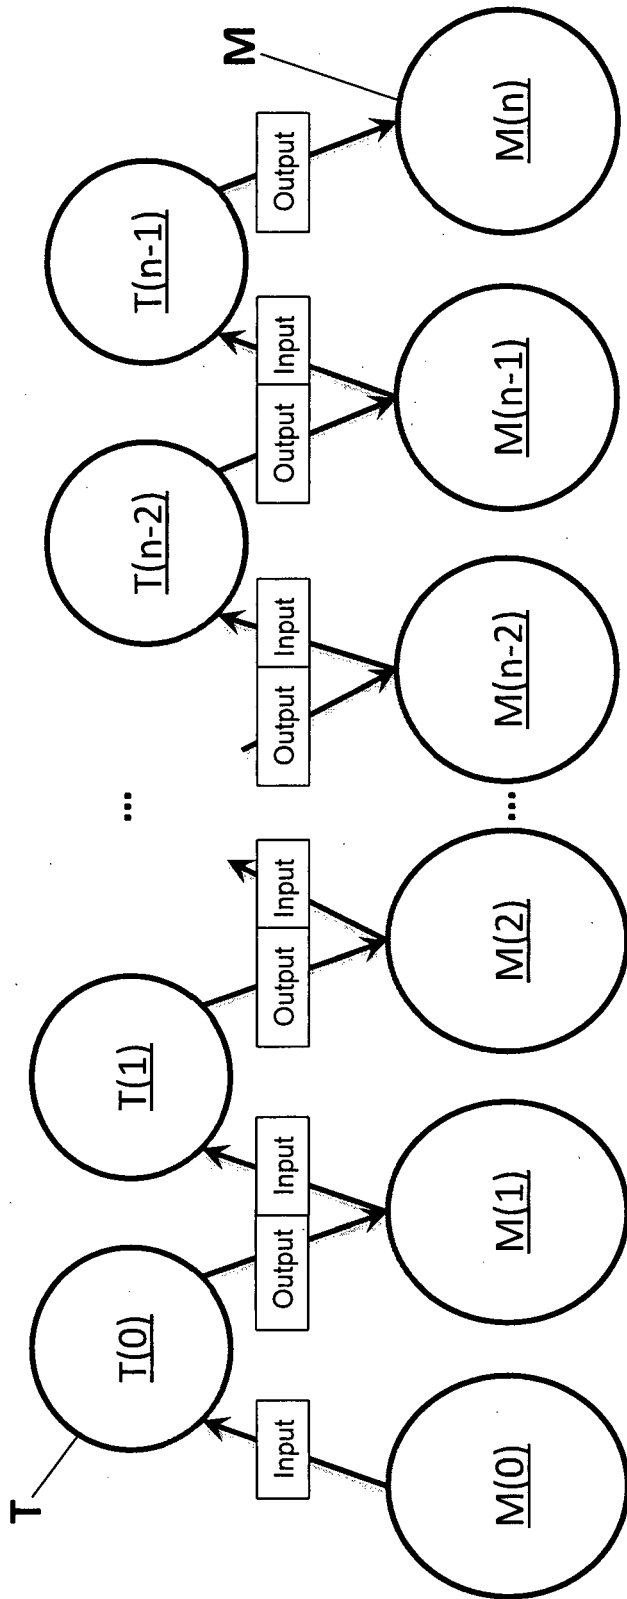 T
M
T(0)
T(1)
...
T(n-2)
T(n-1)
Input
Output
Input
Output
Input
Output
Input
Output
Input
Output
M(0)
M(1)
M(2)
...
M(n-2)
M(n-1)
M(n)